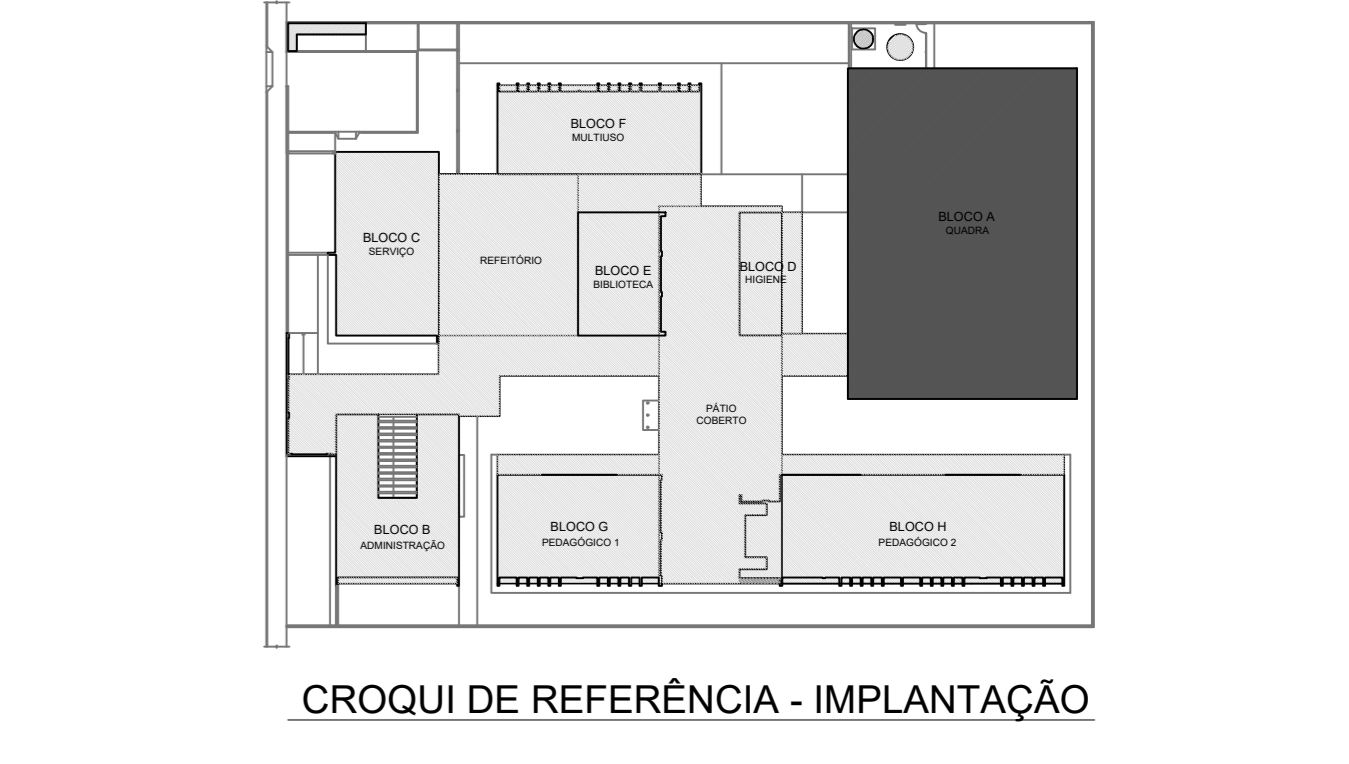 BLOCO F
MULTIUSO
BLOCO A
QUADRA
BLOCO C
SERVIÇO
REFEITÓRIO
BLOCO E
BIBLIOTECA
BLOCO D
HIGIENE
PÁTIO
COBERTO
BLOCO B
ADMINISTRAÇÃO
BLOCO G
PEDAGÓGICO 1
BLOCO H
PEDAGÓGICO 2
CROQUI DE REFERÊNCIA - IMPLANTAÇÃO